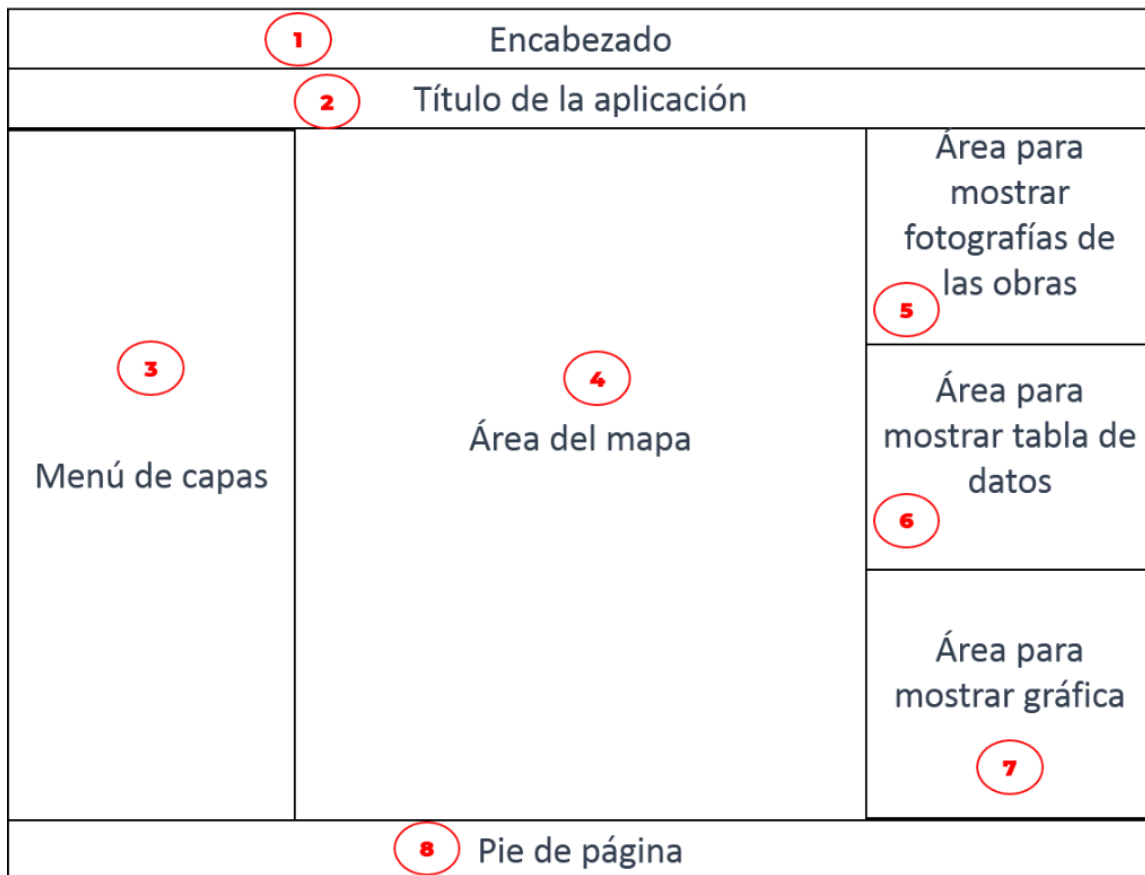 1 Encabezado
2 Título de la aplicación
3
Menú de capas
4
Área del mapa
Área para
mostrar
fotografías de
las obras
5
Área para
mostrar tabla de
datos
6
Área para
mostrar gráfica
7
8 Pie de página